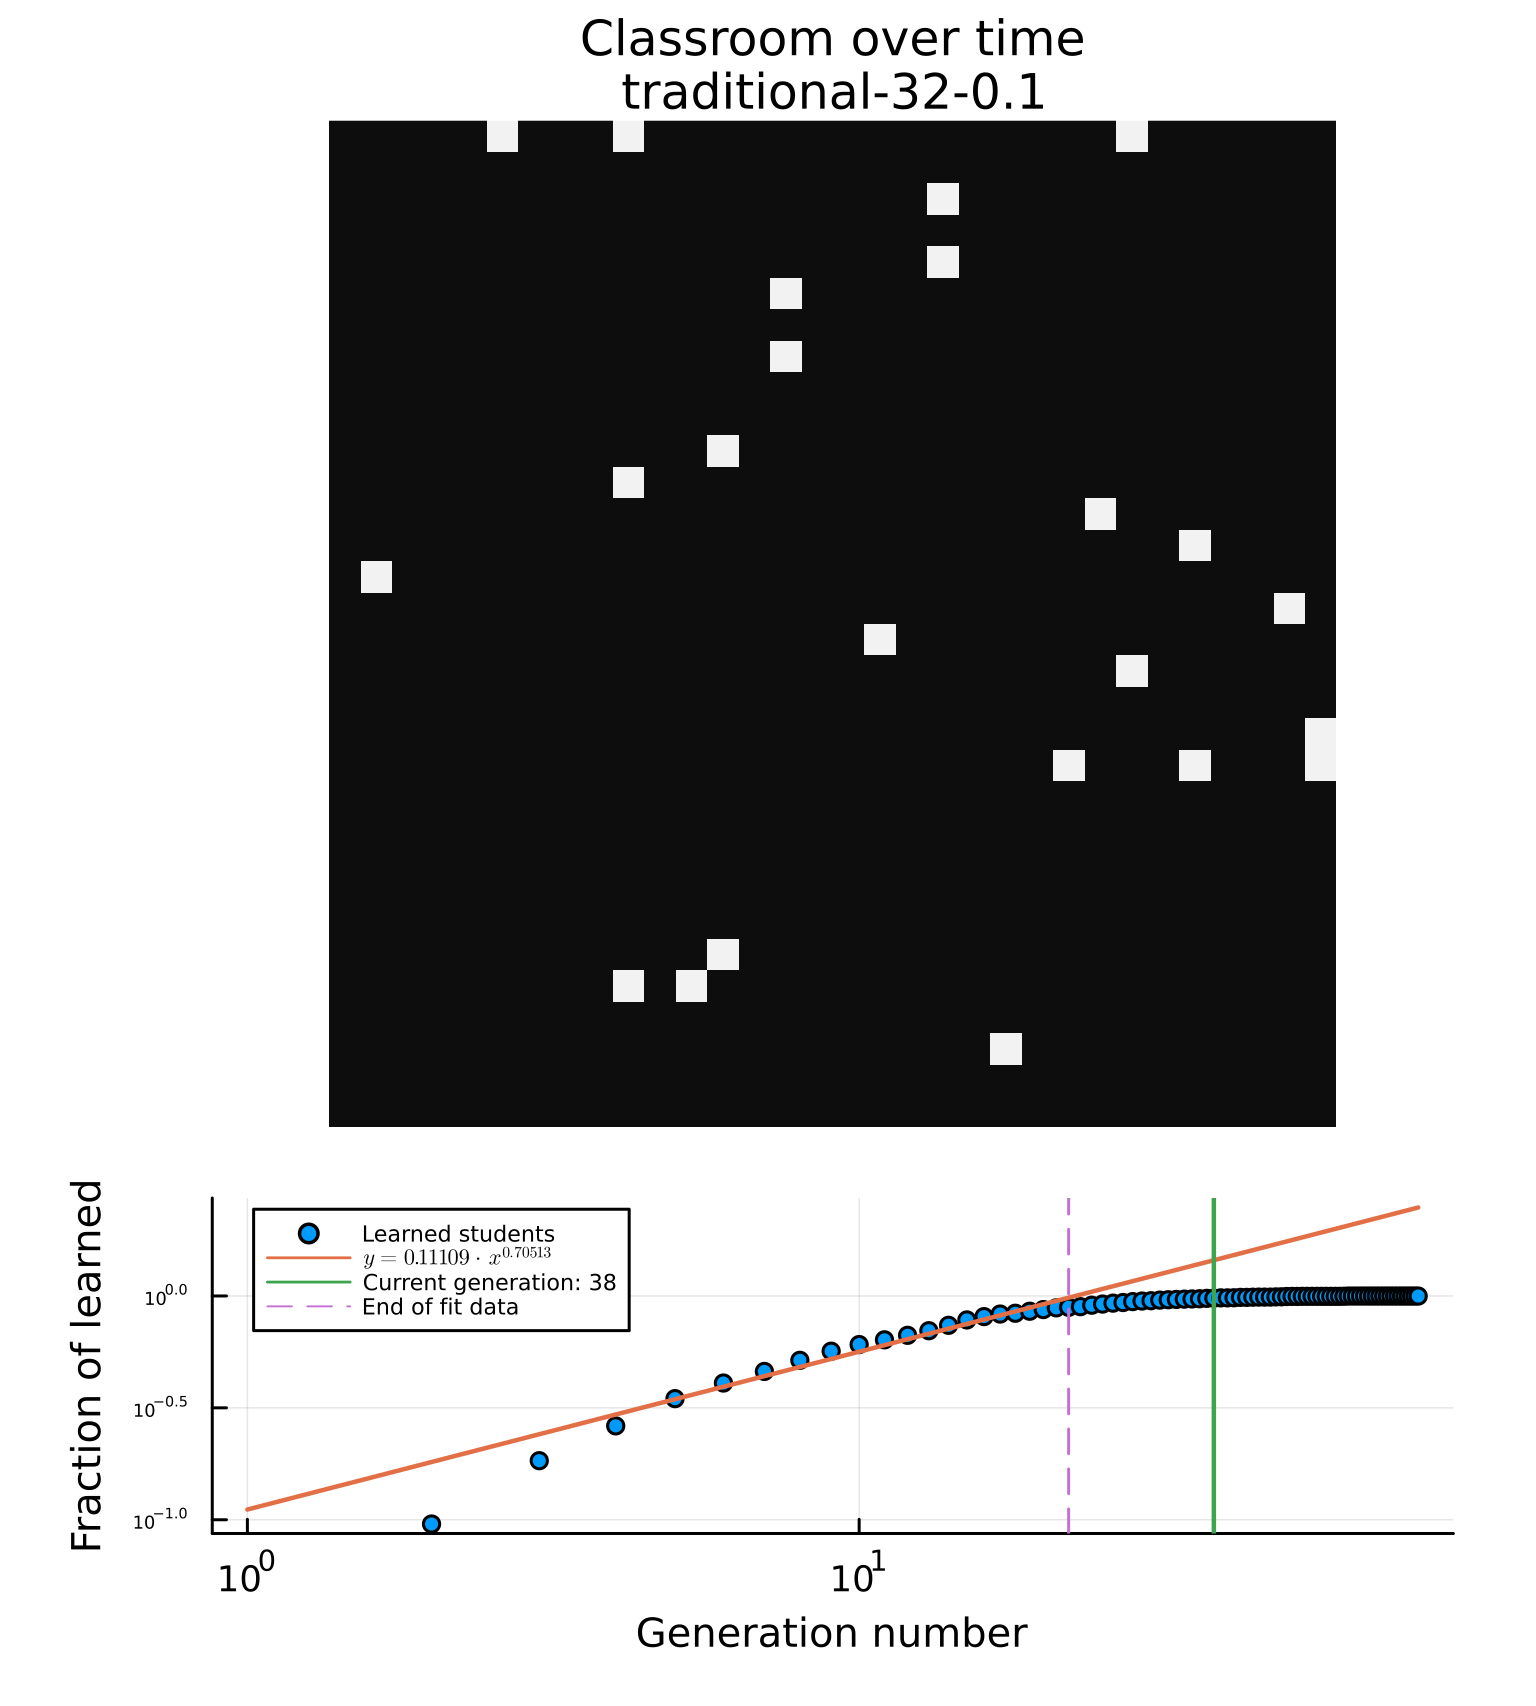 Classroom over time
traditional-32-0.1
Fraction of learned
Learned students
y = 0.11109 · x^0.70513
Current generation: 38
End of fit data
10^0.0
10^−0.5
10^−1.0
10^0 10^1
Generation number